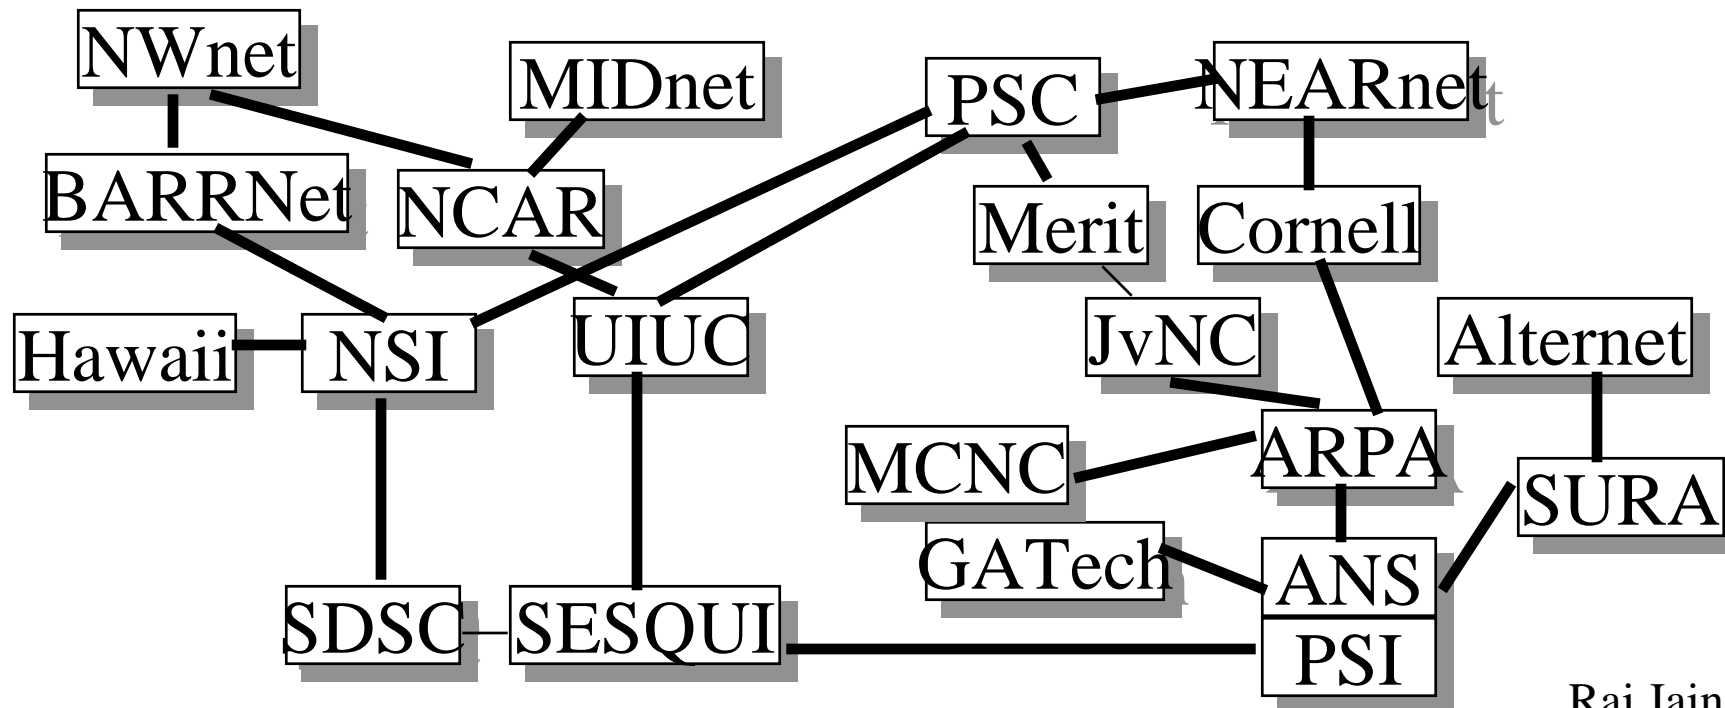 NWnet
MIDnet
PSC
NEARnet
BARRNet
NCAR
Merit
Cornell
Hawaii
NSI
UIUC
JvNC
Alternet
MCNC
ARPA
SURA
GATech
ANS
SDSC
SESQUI
PSI
Raj Jain